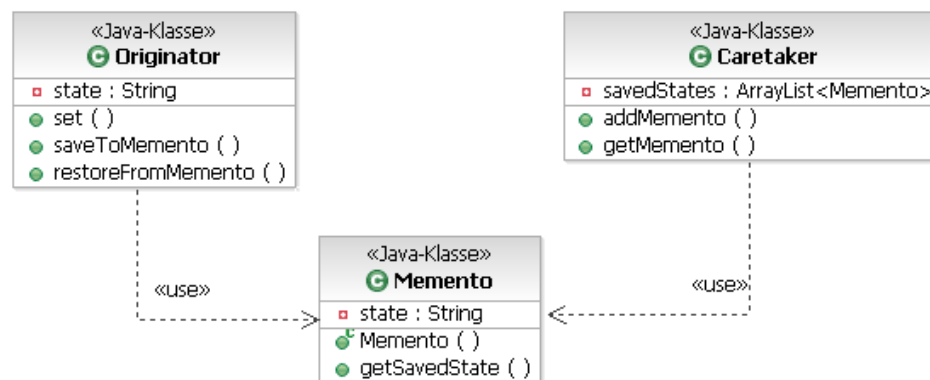 «Java-Klasse»
Originator
state : String
set ( )
saveToMemento ( )
restoreFromMemento ( )
«Java-Klasse»
Caretaker
savedStates : ArrayList<Memento>
addMemento ( )
getMemento ( )
«use»
«use»
«Java-Klasse»
Memento
state : String
Memento ( )
getSavedState ( )